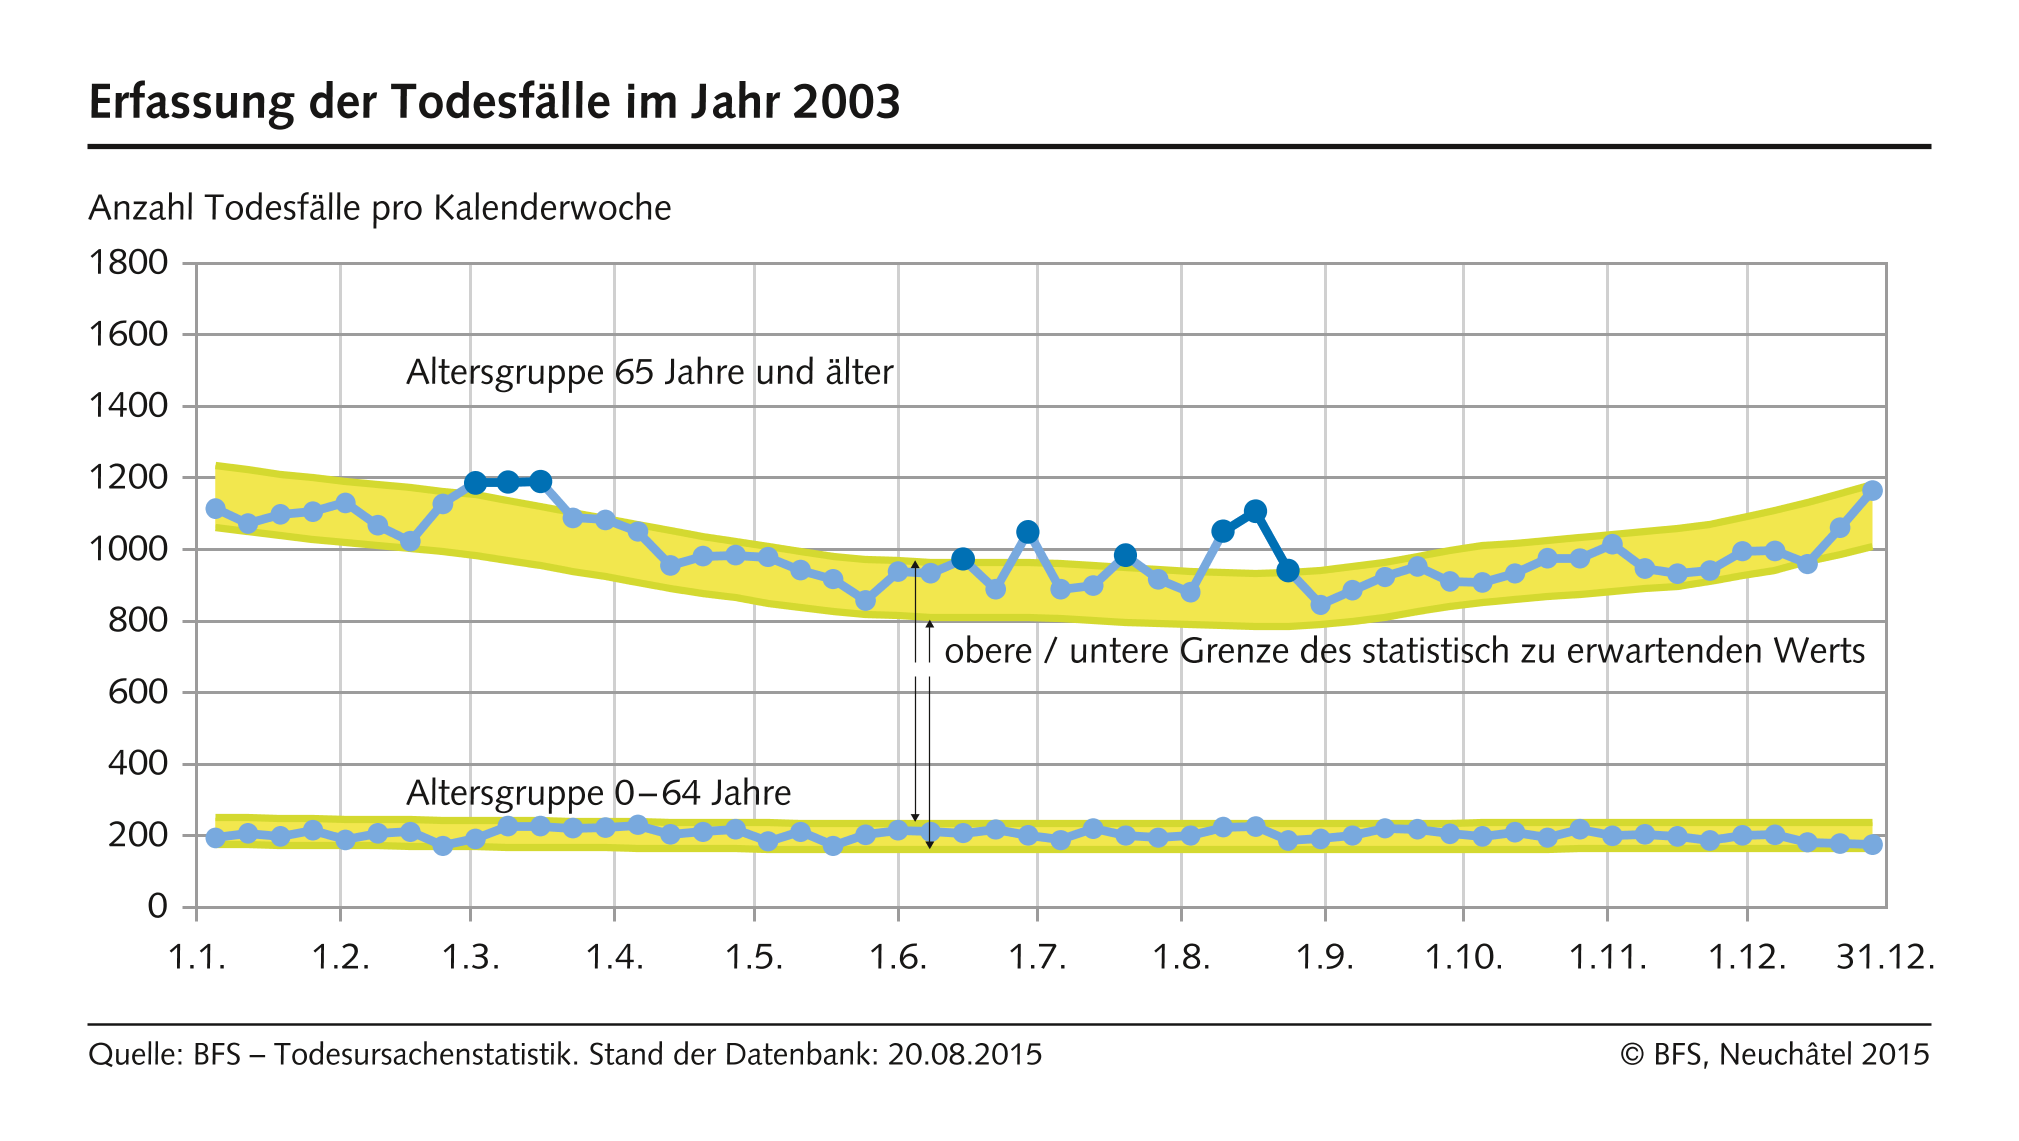 Erfassung der Todesfälle im Jahr 2003
Anzahl Todesfälle pro Kalenderwoche
1800
1600
Altersgruppe 65 Jahre und älter
1400
1200
1000
800
obere / untere Grenze des statistisch zu erwartenden Werts
600
400
Altersgruppe 0–64 Jahre
200
0
1.1. 1.2. 1.3. 1.4. 1.5. 1.6. 1.7. 1.8. 1.9. 1.10. 1.11. 1.12. 31.12.
Quelle: BFS – Todesursachenstatistik. Stand der Datenbank: 20.08.2015
© BFS, Neuchâtel 2015